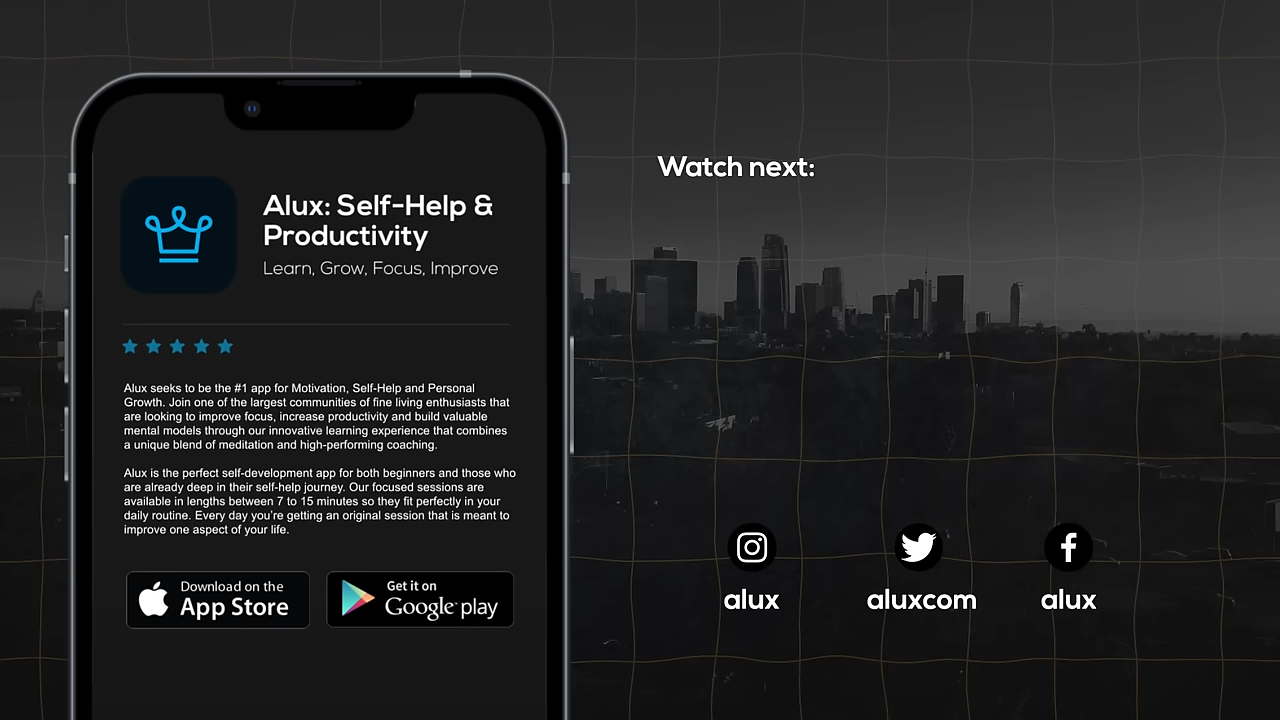 Alux: Self-Help &
Productivity
Learn, Grow, Focus, Improve
Alux seeks to be the #1 app for Motivation, Self-Help and Personal
Growth. Join one of the largest communities of fine living enthusiasts that
are looking to improve focus, increase productivity and build valuable
mental models through our innovative learning experience that combines
a unique blend of meditation and high-performing coaching.
Alux is the perfect self-development app for both beginners and those who
are already deep in their self-help journey. Our focused sessions are
available in lengths between 7 to 15 minutes so they fit perfectly in your
daily routine. Every day you're getting an original session that is meant to
improve one aspect of your life.
Download on the
App Store
Get it on
Google play
Watch next:
alux
aluxcom
alux